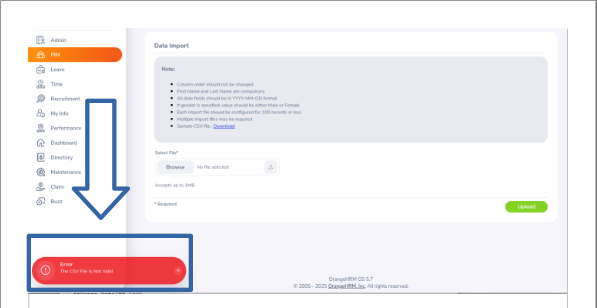 Admin
PIM
Leave
Time
Recruitment
My Info
Performance
Dashboard
Directory
Maintenance
Claim
Buzz
Data Import
Note:
Column order should not be changed
First Name and Last Name are compulsory
All date fields should be in YYYY-MM-DD format
If gender is specified, value should be either Male or Female
Each import file should be configured for 100 records or less
Multiple import files may be required
Sample CSV file : Download
Select File*
Browse No file selected
Accepts up to 1MB
* Required
Upload
Error
The CSV File Is Not Valid
OrangeHRM OS 5.7
© 2005 - 2025 OrangeHRM, Inc. All rights reserved.